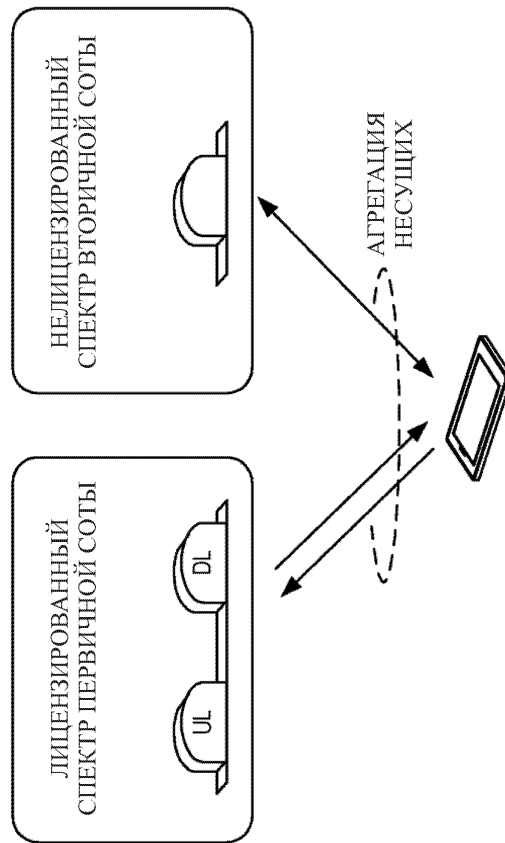 ЛИЦЕНЗИРОВАННЫЙ
СПЕКТР ПЕРВИЧНОЙ СОТЫ
UL
DL
НЕЛИЦЕНЗИРОВАННЫЙ
СПЕКТР ВТОРИЧНОЙ СОТЫ
АГРЕГАЦИЯ
НЕСУЩИХ